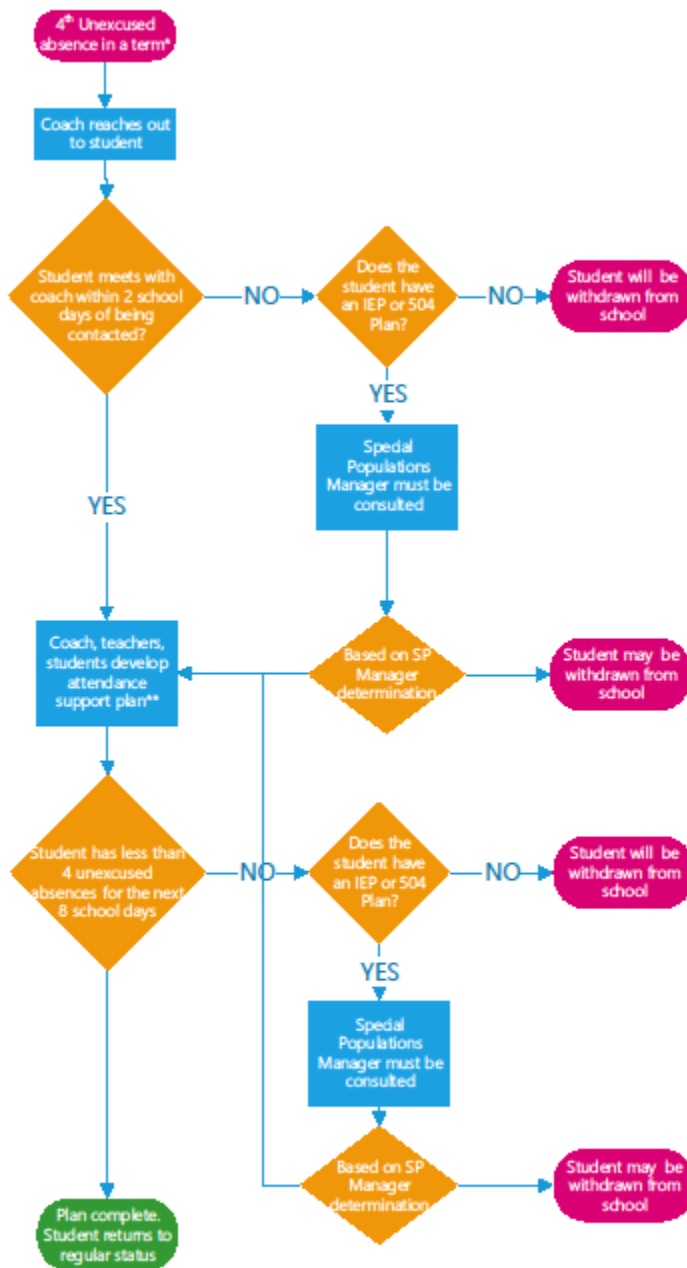 4th Unexcused
absence in a term*
Coach reaches out
to student
Student meets with
coach within 2 school
days of being
contacted?
NO
Does the
student have
an IEP or 504
Plan?
NO
Student will be
withdrawn from
school
YES
Special
Populations
Manager must be
consulted
YES
Coach, teachers,
students develop
attendance
support plan**
Based on SP
Manager
determination
Student may be
withdrawn from
school
Student has less than
4 unexcused
absences for the next
8 school days
NO
Does the
student have
an IEP or 504
Plan?
NO
Student will be
withdrawn from
school
YES
Special
Populations
Manager must be
consulted
Based on SP
Manager
determination
Student may be
withdrawn from
school
Plan complete.
Student returns to
regular status